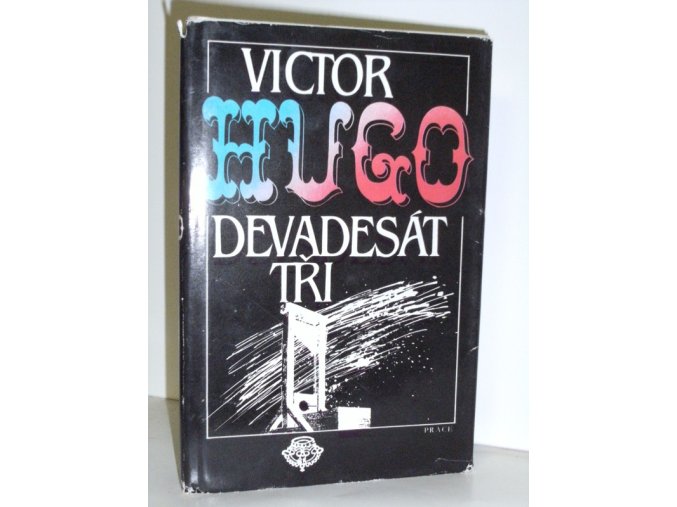 VICTOR
HUGO
DEVADESÁT
TŘI
PRÁCE